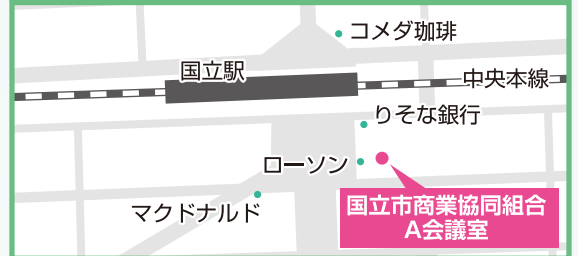 コメダ珈琲
国立駅
中央本線
りそな銀行
ローソン
マクドナルド
国立市商業協同組合
A会議室